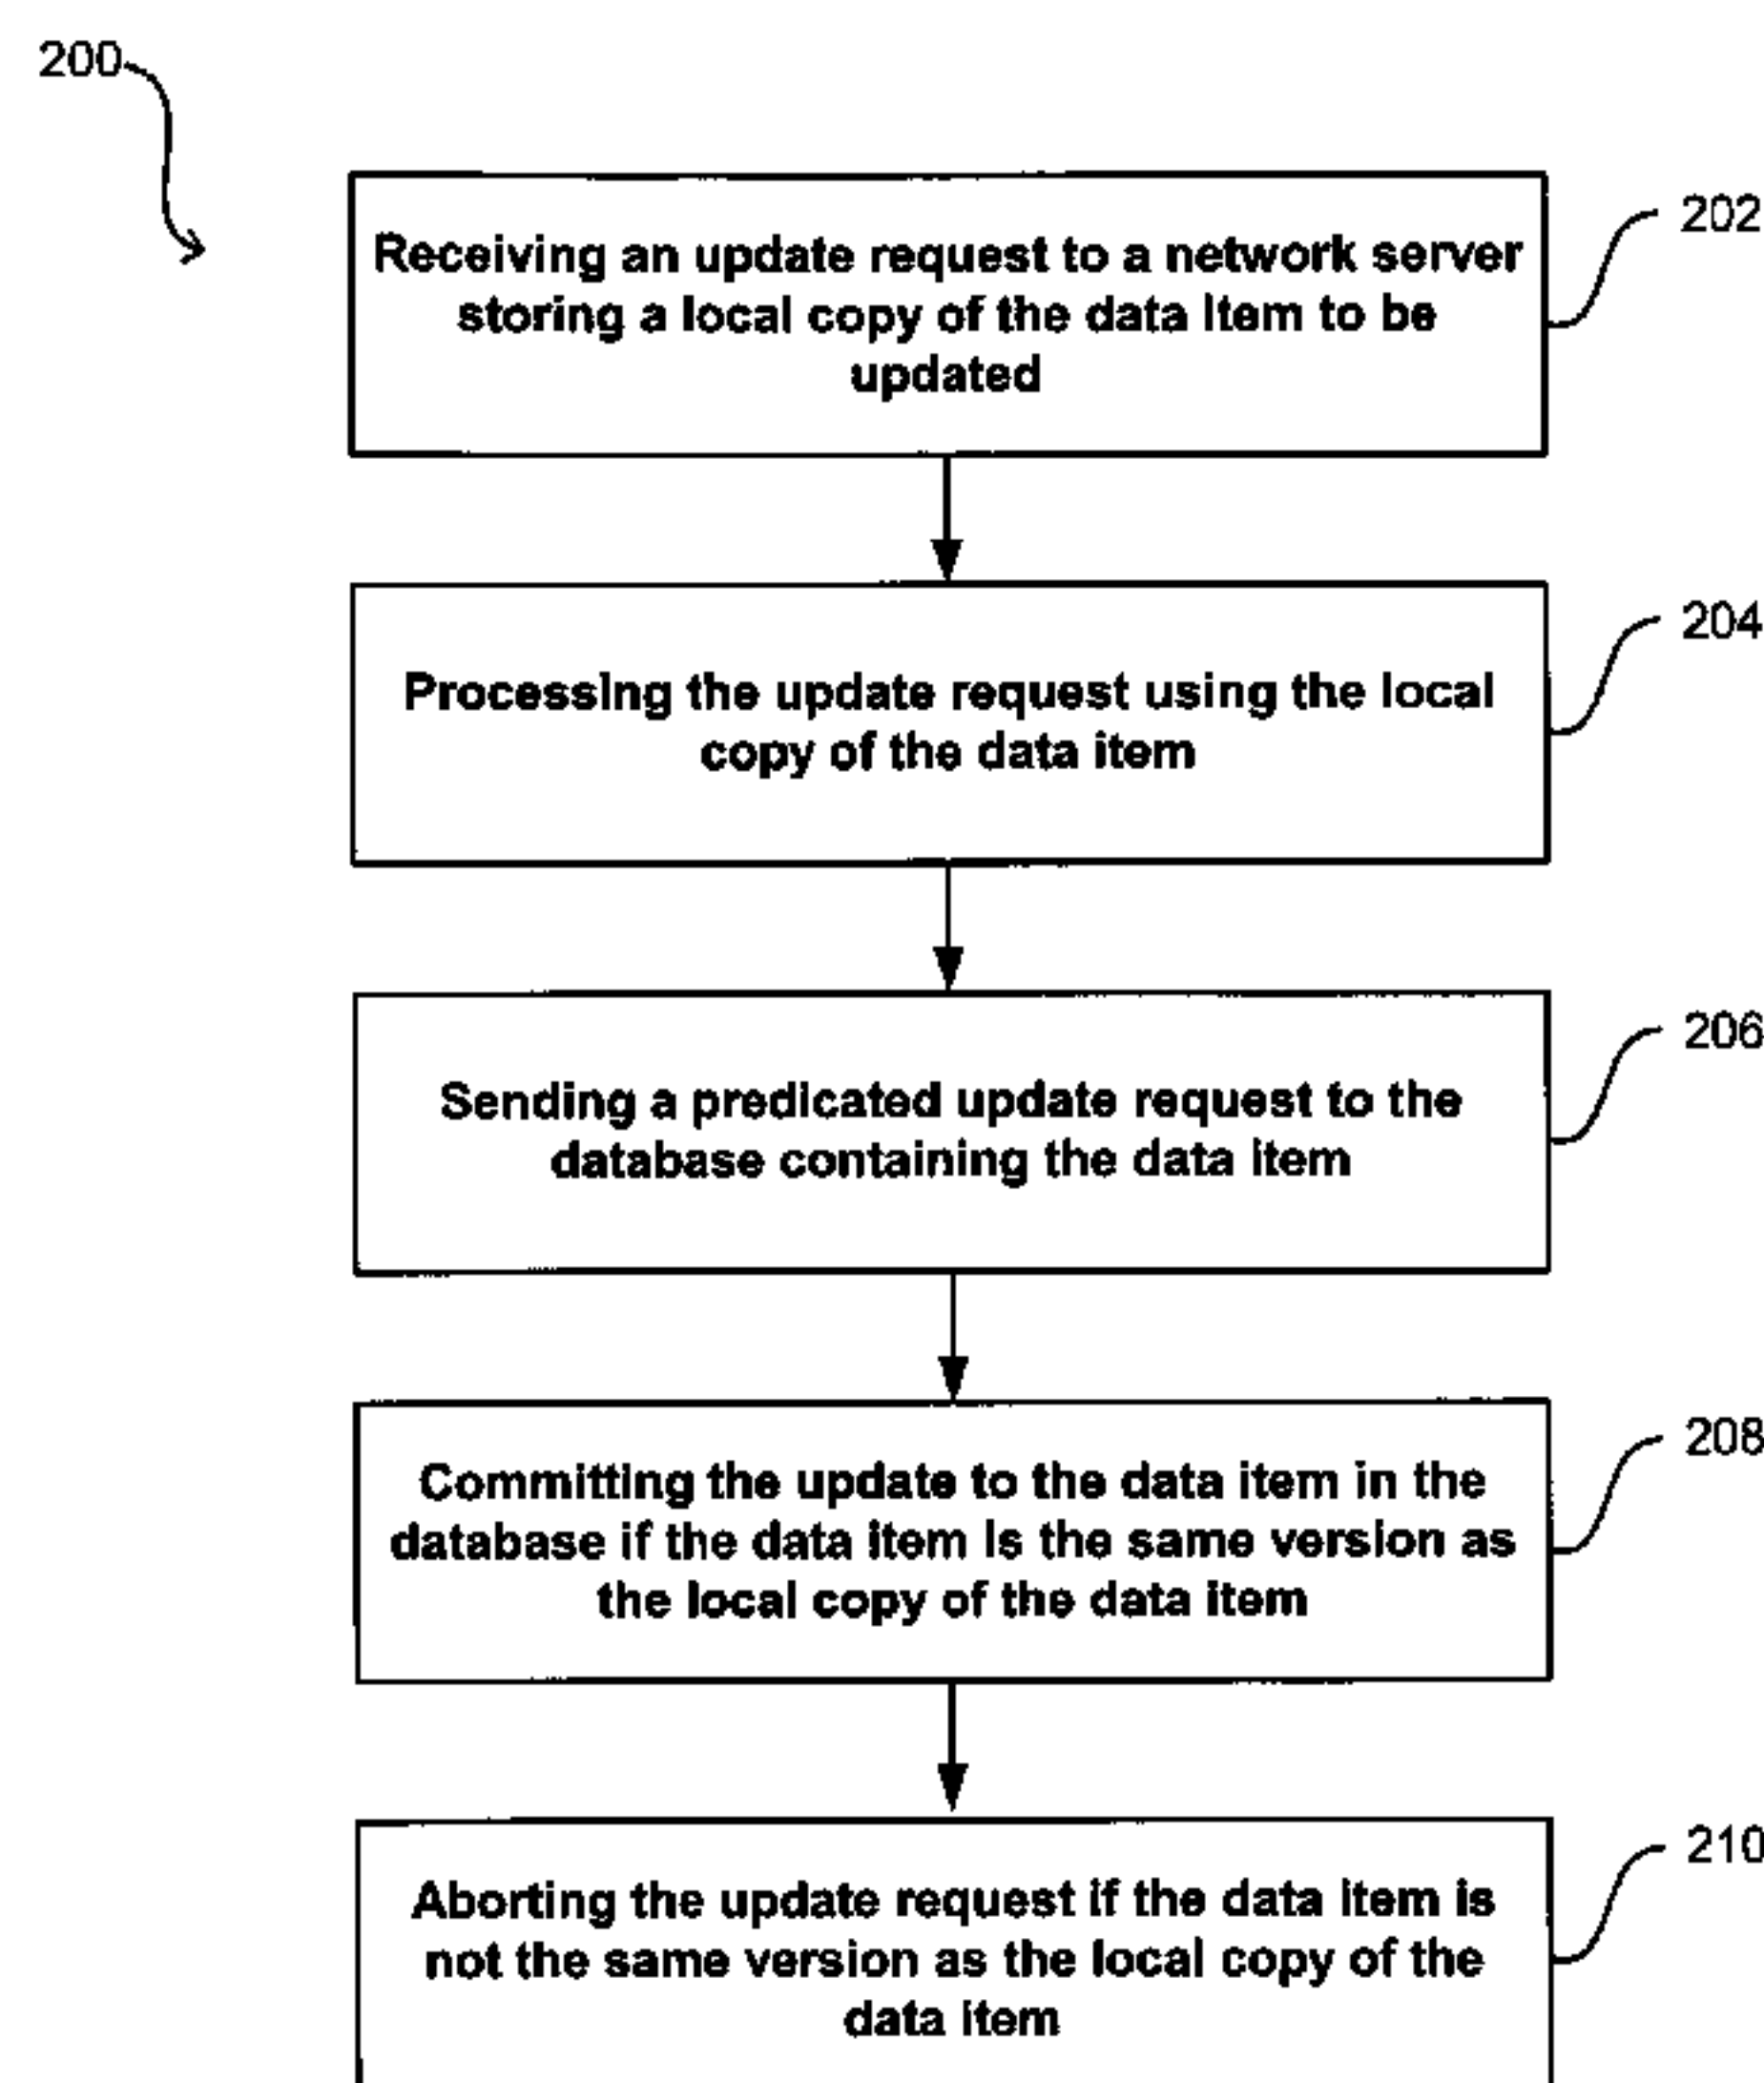 200
202
Receiving an update request to a network server
storing a local copy of the data item to be
updated
204
Processing the update request using the local
copy of the data item
206
Sending a predicated update request to the
database containing the data item
208
Committing the update to the data item in the
database if the data item is the same version as
the local copy of the data item
210
Aborting the update request if the data item is
not the same version as the local copy of the
data item